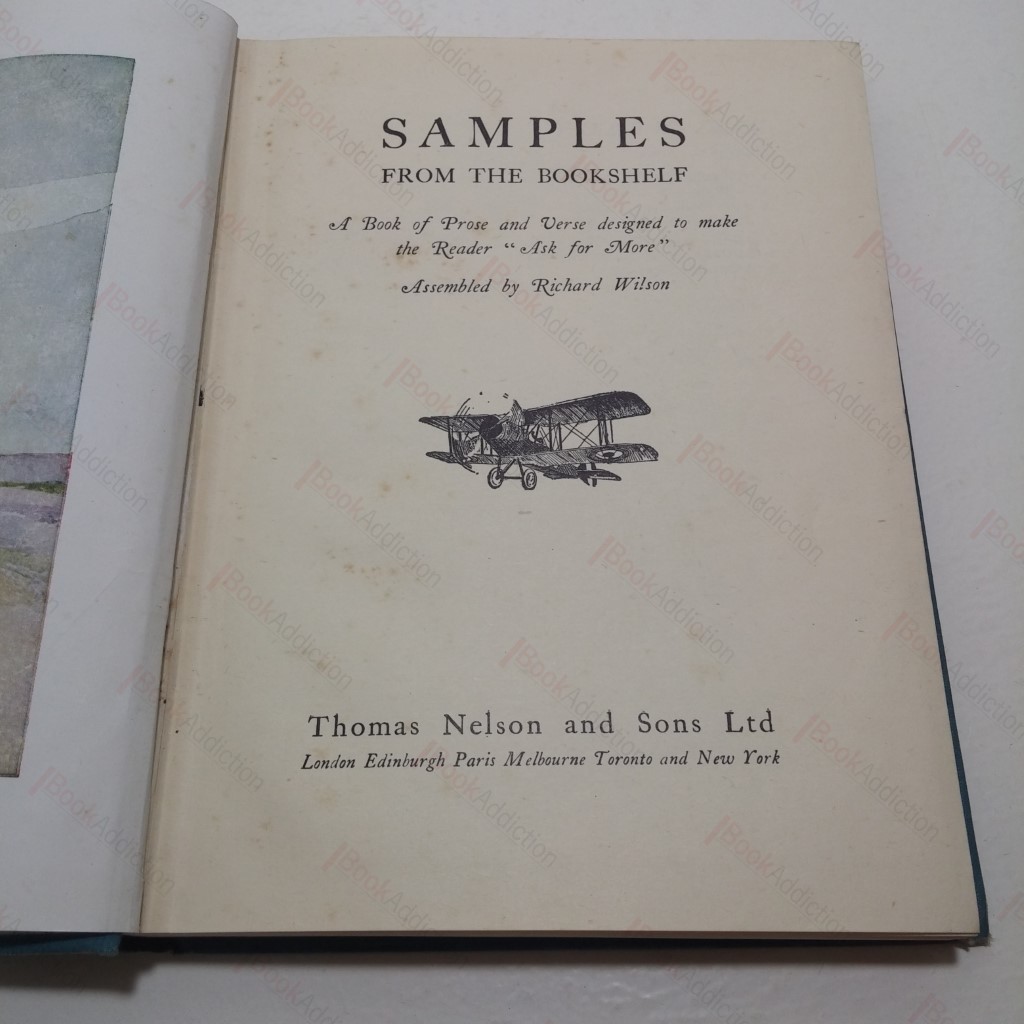 SAMPLES
FROM THE BOOKSHELF
A Book of Prose and Verse designed to make
the Reader "Ask for More"
Assembled by Richard Wilson
Thomas Nelson and Sons Ltd
London Edinburgh Paris Melbourne Toronto and New York
BookAddiction